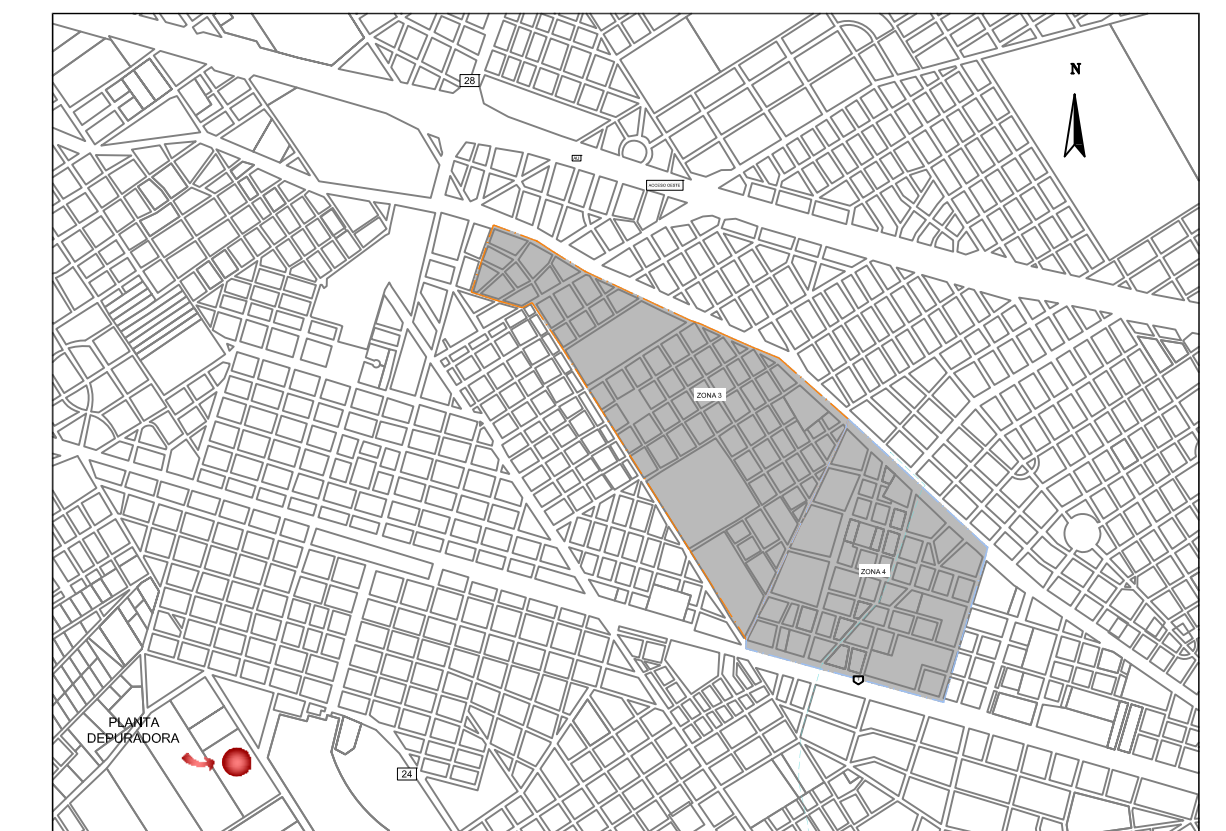 N
28
ACCESO OESTE
ZONA 3
ZONA 4
PLANTA
DEPURADORA
24